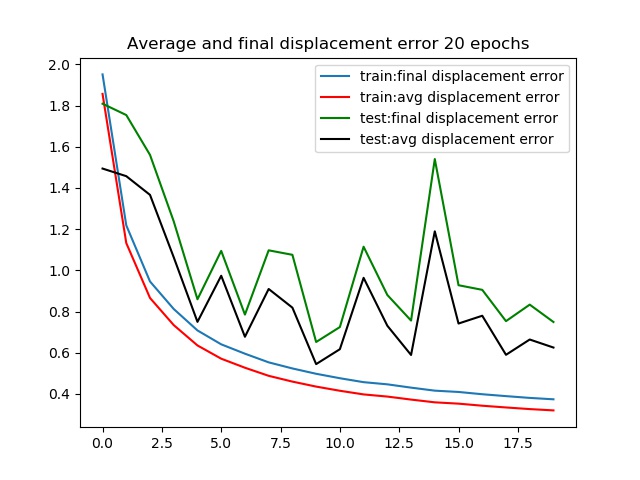 Average and final displacement error 20 epochs
train:final displacement error
train:avg displacement error
test:final displacement error
test:avg displacement error
2.0
1.8
1.6
1.4
1.2
1.0
0.8
0.6
0.4
0.0 2.5 5.0 7.5 10.0 12.5 15.0 17.5